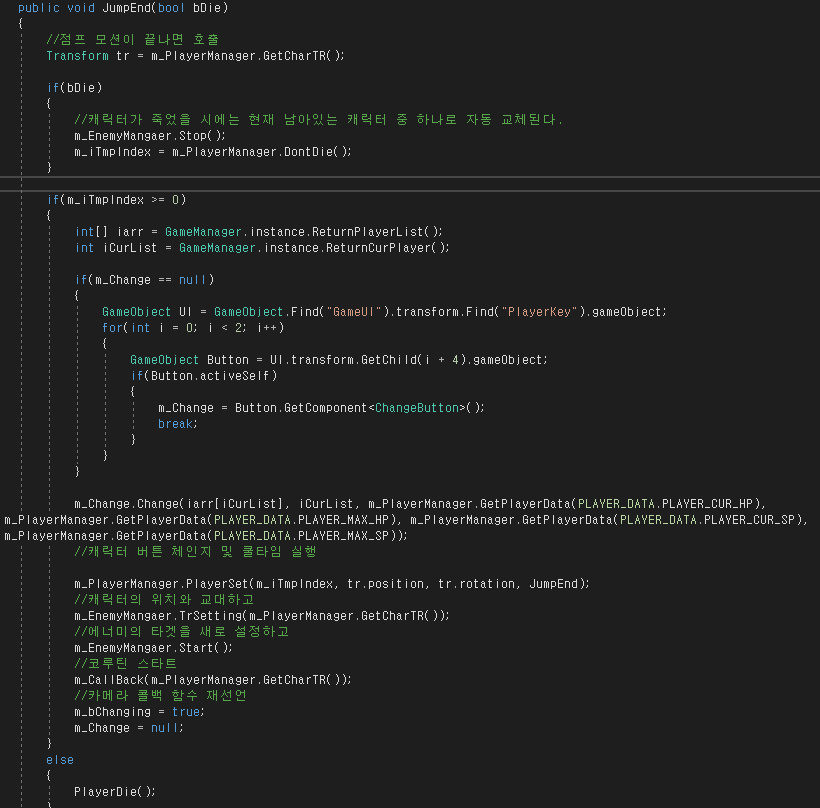 public void JumpEnd(bool bDie)
{
//점프 모션이 끝나면 호출
Transform tr = m_PlayerManager.GetCharTR();
if(bDie)
{
//캐릭터가 죽었을 시에는 현재 남아있는 캐릭터 중 하나로 자동 교체된다.
m_EnemyMangaer.Stop();
m_iTmpIndex = m_PlayerManager.DontDie();
}
if(m_iTmpIndex >= 0)
{
int[] iarr = GameManager.instance.ReturnPlayerList();
int iCurList = GameManager.instance.ReturnCurPlayer();
if(m_Change == null)
{
GameObject UI = GameObject.Find("GameUI").transform.Find("PlayerKey").gameObject;
for(int i = 0; i < 2; i++)
{
GameObject Button = UI.transform.GetChild(i + 4).gameObject;
if(Button.activeSelf)
{
m_Change = Button.GetComponent<ChangeButton>();
break;
}
}
}
m_Change.Change(iarr[iCurList], iCurList, m_PlayerManager.GetPlayerData(PLAYER_DATA.PLAYER_CUR_HP),
m_PlayerManager.GetPlayerData(PLAYER_DATA.PLAYER_MAX_HP), m_PlayerManager.GetPlayerData(PLAYER_DATA.PLAYER_CUR_SP),
m_PlayerManager.GetPlayerData(PLAYER_DATA.PLAYER_MAX_SP));
//캐릭터 버튼 체인지 및 쿨타임 실행
m_PlayerManager.PlayerSet(m_iTmpIndex, tr.position, tr.rotation, JumpEnd);
//캐릭터의 위치와 교대하고
m_EnemyMangaer.TrSetting(m_PlayerManager.GetCharTR());
//에너미의 타겟을 새로 설정하고
m_EnemyMangaer.Start();
//코루틴 스타트
m_CallBack(m_PlayerManager.GetCharTR());
//카메라 콜백 함수 재선언
m_bChanging = true;
m_Change = null;
}
else
{
PlayerDie();
}